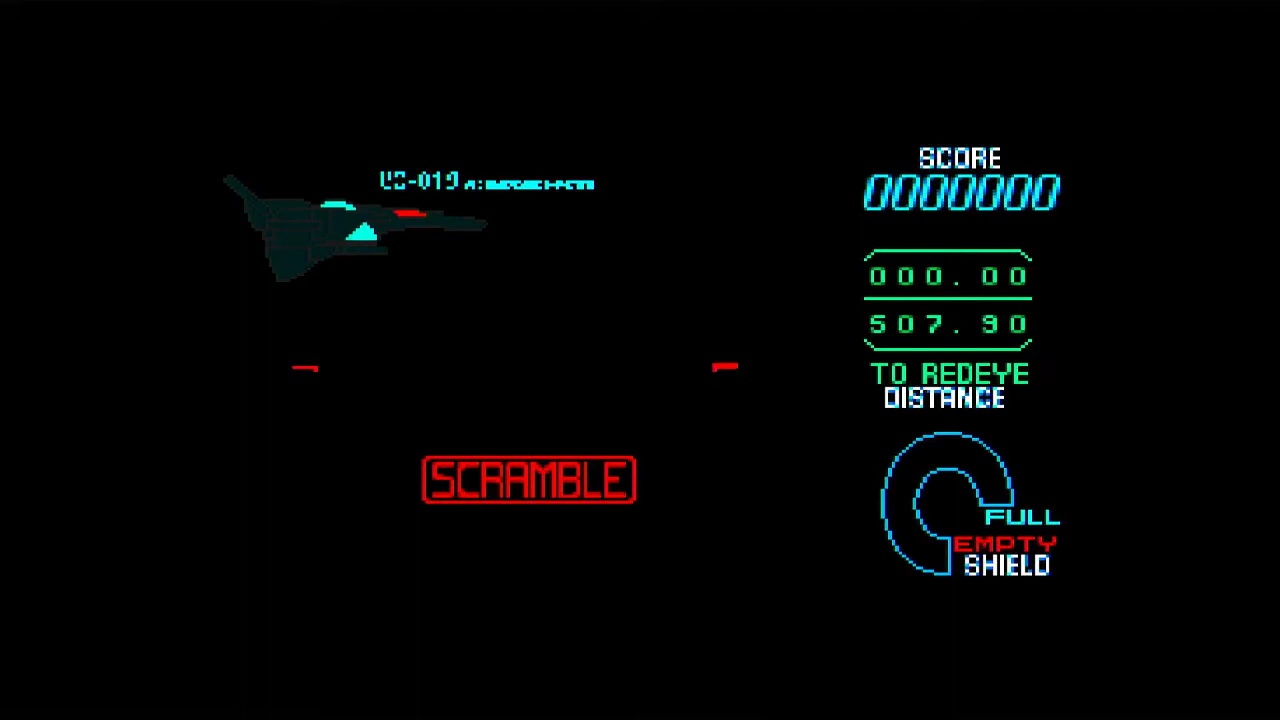 SCORE
0000000
000.00
507.90
TO REDEYE
DISTANCE
SCRAMBLE
FULL
EMPTY
SHIELD